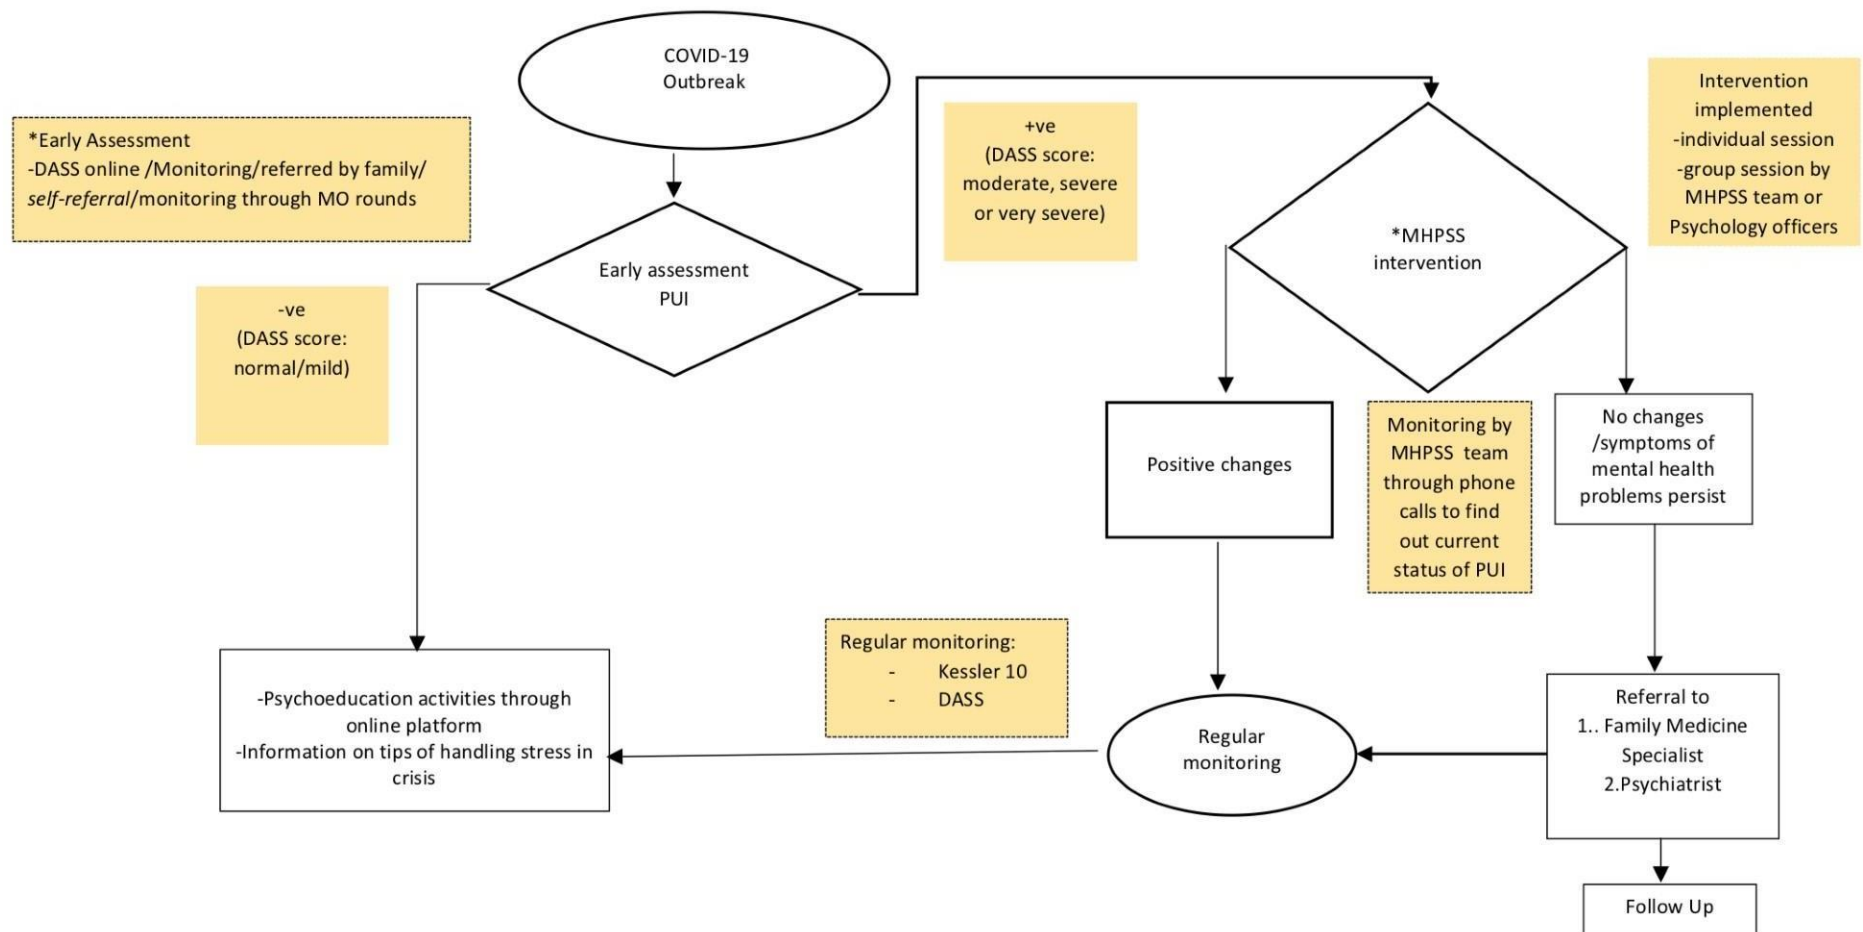 COVID-19
Outbreak
*Early Assessment
-DASS online /Monitoring/referred by family/
self-referral/monitoring through MO rounds
Early assessment
PUI
-ve
(DASS score:
normal/mild)
+ve
(DASS score:
moderate, severe
or very severe)
*MHPSS
intervention
Intervention
implemented
-individual session
-group session by
MHPSS team or
Psychology officers
Positive changes
Monitoring by
MHPSS team
through phone
calls to find
out current
status of PUI
No changes
/symptoms of
mental health
problems persist
Regular monitoring:
- Kessler 10
- DASS
-Psychoeducation activities through
online platform
-Information on tips of handling stress in
crisis
Regular
monitoring
Referral to
1.. Family Medicine
Specialist
2.Psychiatrist
Follow Up